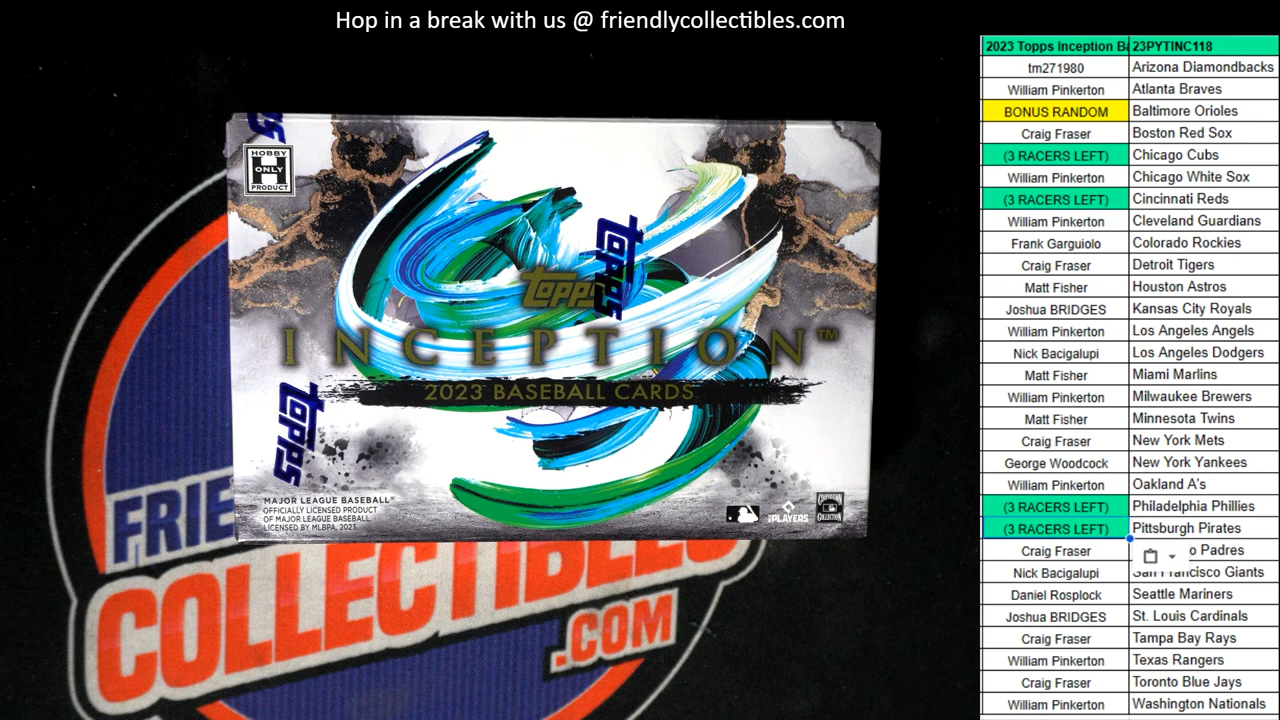 Hop in a break with us @ friendlycollectibles.com
HOBBY
ONLY
H
PRODUCT
topps
topps
topps
INCEPTION™
2023 BASEBALL CARDS
MAJOR LEAGUE BASEBALL®
OFFICIALLY LICENSED PRODUCT
OF MAJOR LEAGUE BASEBALL.
LICENSED BY MLBPA, 2023.
PLAYERS
FRIE
COLLECTIBLES
.COM
2023 Topps Inception Ba 23PYTINC118
tm271980 Arizona Diamondbacks
William Pinkerton Atlanta Braves
BONUS RANDOM Baltimore Orioles
Craig Fraser Boston Red Sox
(3 RACERS LEFT) Chicago Cubs
William Pinkerton Chicago White Sox
(3 RACERS LEFT) Cincinnati Reds
William Pinkerton Cleveland Guardians
Frank Garguiolo Colorado Rockies
Craig Fraser Detroit Tigers
Matt Fisher Houston Astros
Joshua BRIDGES Kansas City Royals
William Pinkerton Los Angeles Angels
Nick Bacigalupi Los Angeles Dodgers
Matt Fisher Miami Marlins
William Pinkerton Milwaukee Brewers
Matt Fisher Minnesota Twins
Craig Fraser New York Mets
George Woodcock New York Yankees
William Pinkerton Oakland A's
(3 RACERS LEFT) Philadelphia Phillies
(3 RACERS LEFT) Pittsburgh Pirates
Craig Fraser o Padres
Nick Bacigalupi San Francisco Giants
Daniel Rosplock Seattle Mariners
Joshua BRIDGES St. Louis Cardinals
Craig Fraser Tampa Bay Rays
William Pinkerton Texas Rangers
Craig Fraser Toronto Blue Jays
William Pinkerton Washington Nationals